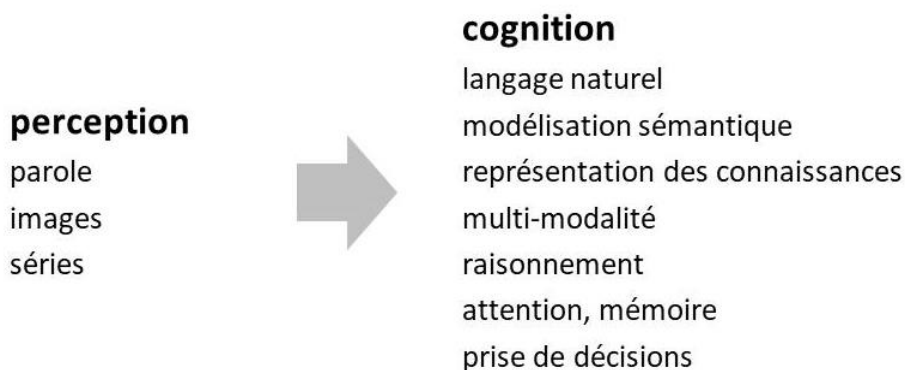 perception
parole
images
séries
cognition
langage naturel
modélisation sémantique
représentation des connaissances
multi-modalité
raisonnement
attention, mémoire
prise de décisions